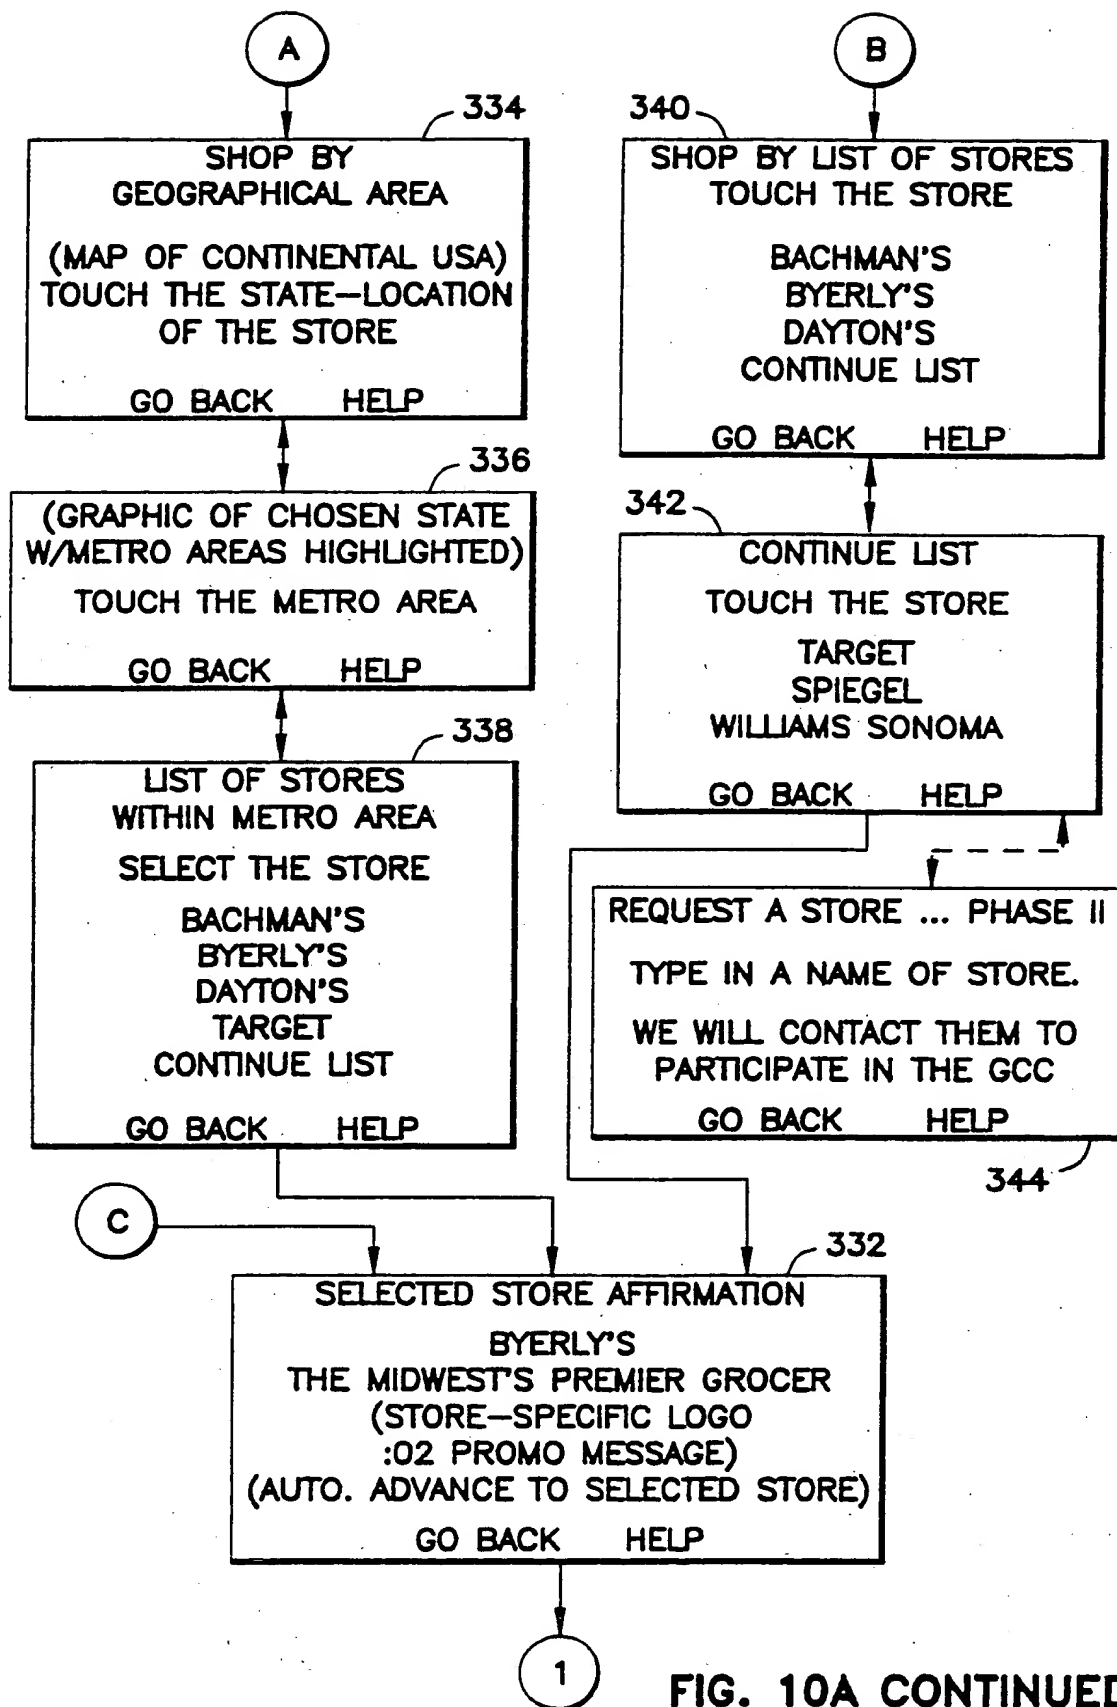 A
334
SHOP BY
GEOGRAPHICAL AREA
(MAP OF CONTINENTAL USA)
TOUCH THE STATE—LOCATION
OF THE STORE
GO BACK HELP
336
(GRAPHIC OF CHOSEN STATE
W/METRO AREAS HIGHLIGHTED)
TOUCH THE METRO AREA
GO BACK HELP
338
LIST OF STORES
WITHIN METRO AREA
SELECT THE STORE
BACHMAN'S
BYERLY'S
DAYTON'S
TARGET
CONTINUE LIST
GO BACK HELP
B
340
SHOP BY LIST OF STORES
TOUCH THE STORE
BACHMAN'S
BYERLY'S
DAYTON'S
CONTINUE LIST
GO BACK HELP
342
CONTINUE LIST
TOUCH THE STORE
TARGET
SPIEGEL
WILLIAMS SONOMA
GO BACK HELP
REQUEST A STORE ... PHASE II
TYPE IN A NAME OF STORE.
WE WILL CONTACT THEM TO
PARTICIPATE IN THE GCC
GO BACK HELP
344
C
332
SELECTED STORE AFFIRMATION
BYERLY'S
THE MIDWEST'S PREMIER GROCER
(STORE—SPECIFIC LOGO
:02 PROMO MESSAGE)
(AUTO. ADVANCE TO SELECTED STORE)
GO BACK HELP
1
FIG. 10A CONTINUED